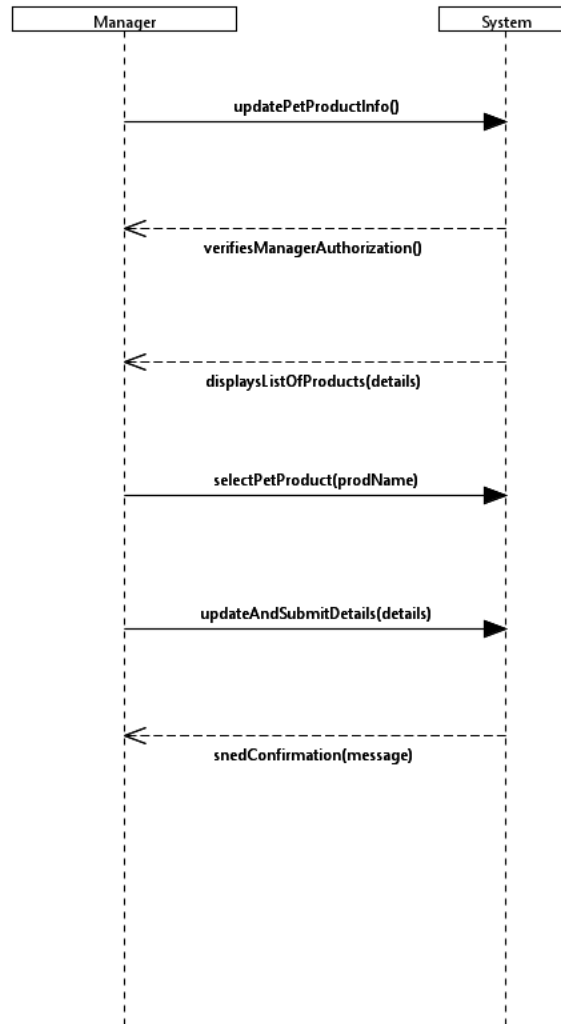 Manager
System
updatePetProductInfo()
verifiesManagerAuthorization()
displaysListOfProducts(details)
selectPetProduct(prodName)
updateAndSubmitDetails(details)
snedConfirmation(message)